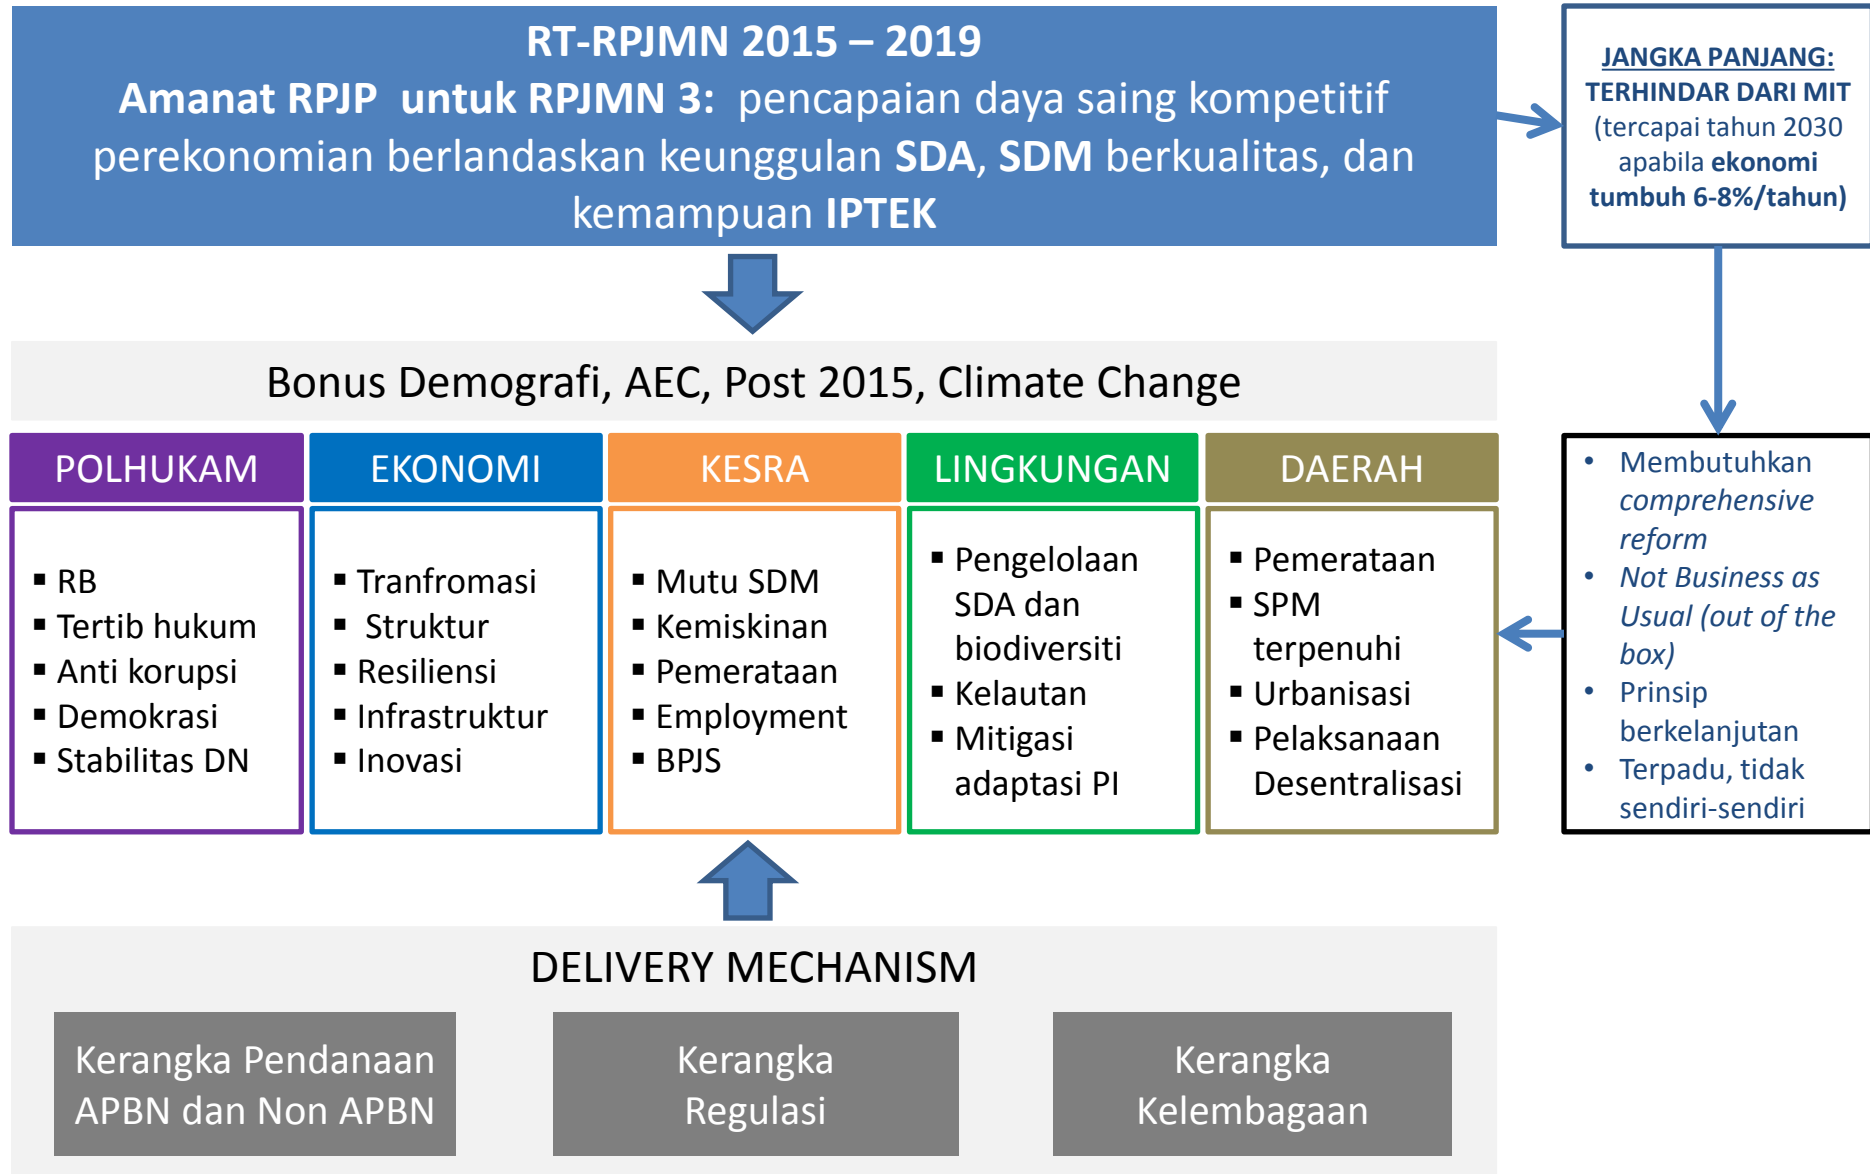 RT-RPJMN 2015 – 2019
Amanat RPJP untuk RPJMN 3: pencapaian daya saing kompetitif
perekonomian berlandaskan keunggulan SDA, SDM berkualitas, dan
kemampuan IPTEK
JANGKA PANJANG:
TERHINDAR DARI MIT
(tercapai tahun 2030
apabila ekonomi
tumbuh 6-8%/tahun)
Bonus Demografi, AEC, Post 2015, Climate Change
POLHUKAM
▪ RB
▪ Tertib hukum
▪ Anti korupsi
▪ Demokrasi
▪ Stabilitas DN
EKONOMI
▪ Tranfromasi
▪ Struktur
▪ Resiliensi
▪ Infrastruktur
▪ Inovasi
KESRA
▪ Mutu SDM
▪ Kemiskinan
▪ Pemerataan
▪ Employment
▪ BPJS
LINGKUNGAN
▪ Pengelolaan
SDA dan
biodiversiti
▪ Kelautan
▪ Mitigasi
adaptasi PI
DAERAH
▪ Pemerataan
▪ SPM
terpenuhi
▪ Urbanisasi
▪ Pelaksanaan
Desentralisasi
• Membutuhkan
comprehensive
reform
• Not Business as
Usual (out of the
box)
• Prinsip
berkelanjutan
• Terpadu, tidak
sendiri-sendiri
DELIVERY MECHANISM
Kerangka Pendanaan
APBN dan Non APBN
Kerangka
Regulasi
Kerangka
Kelembagaan